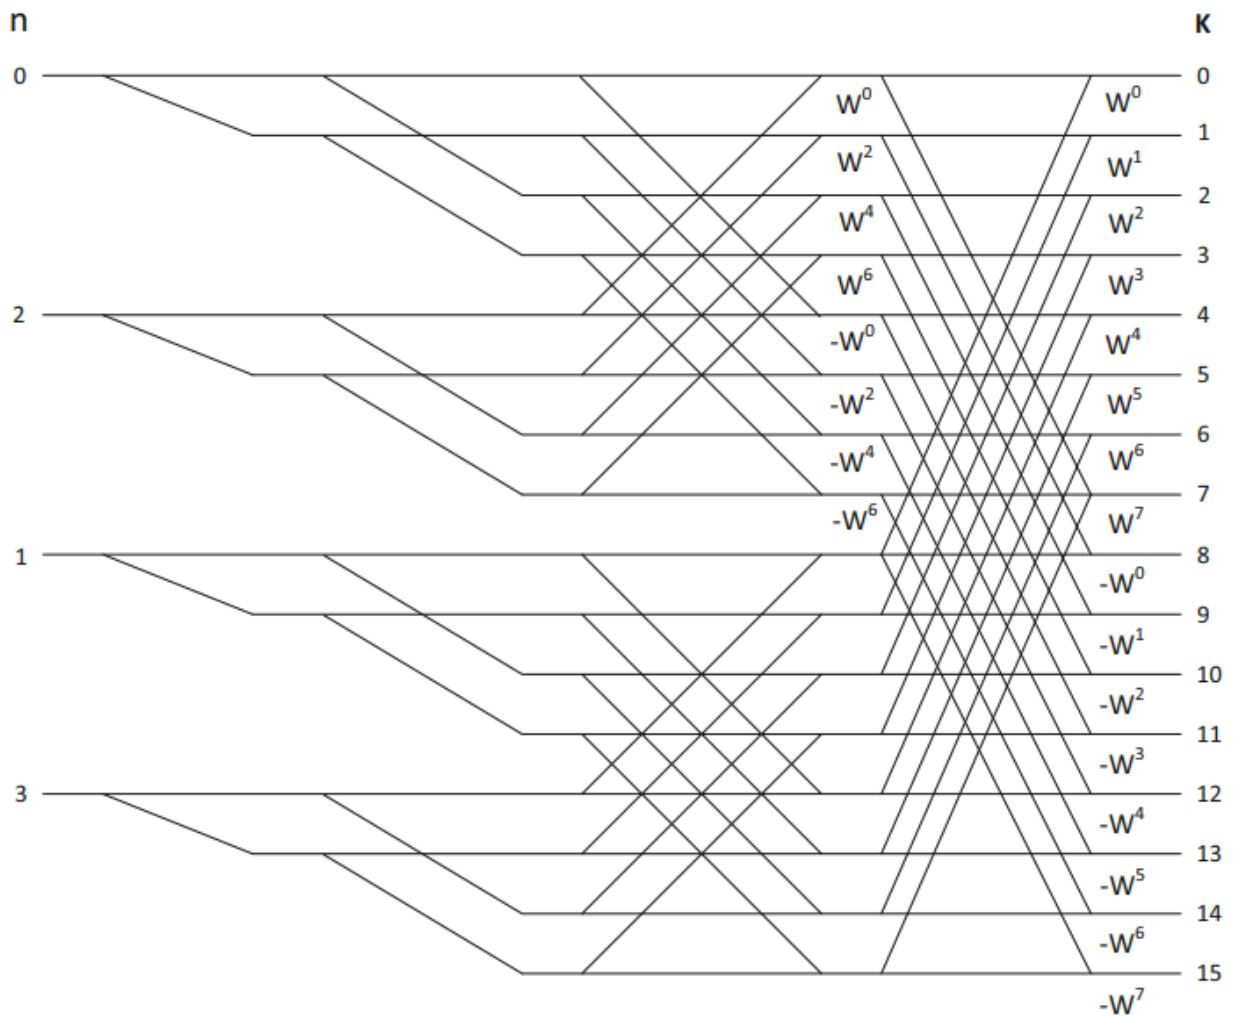 n K
0 0
W⁰ W⁰
1
W² W¹
2
W⁴ W²
3
W⁶ W³
2 4
-W⁰ W⁴
5
-W² W⁵
6
-W⁴ W⁶
7
-W⁶ W⁷
1 8
-W⁰
9
-W¹
10
-W²
11
-W³
3 12
-W⁴
13
-W⁵
14
-W⁶
15
-W⁷